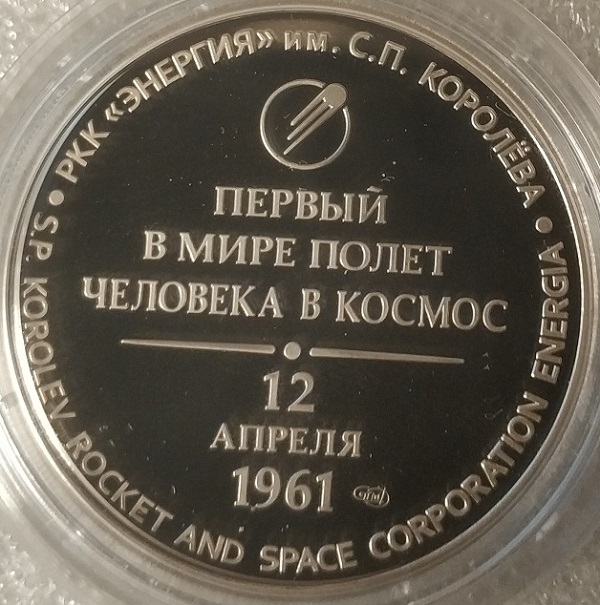 РКК «ЭНЕРГИЯ» им. С.П. КОРОЛЁВА
ПЕРВЫЙ
В МИРЕ ПОЛЕТ
ЧЕЛОВЕКА В КОСМОС
12
АПРЕЛЯ
1961
S.P. KOROLEV ROCKET AND SPACE CORPORATION ENERGIA